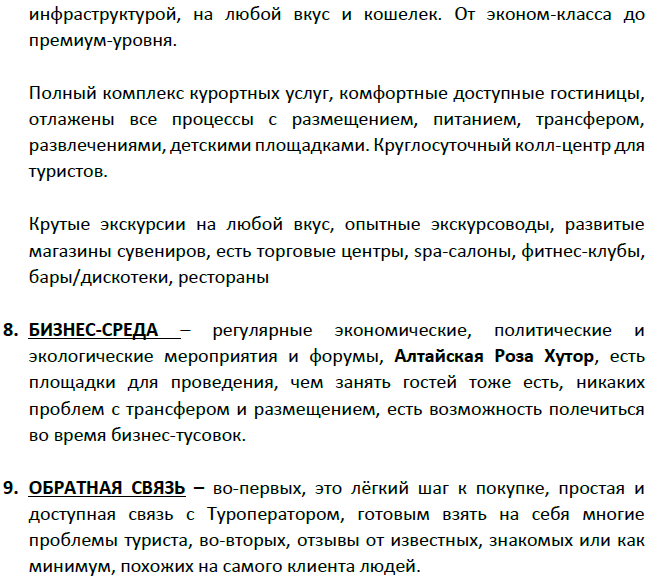 инфраструктурой, на любой вкус и кошелек. От эконом-класса до
премиум-уровня.
Полный комплекс курортных услуг, комфортные доступные гостиницы,
отлажены все процессы с размещением, питанием, трансфером,
развлечениями, детскими площадками. Круглосуточный колл-центр для
туристов.
Крутые экскурсии на любой вкус, опытные экскурсоводы, развитые
магазины сувениров, есть торговые центры, spa-салоны, фитнес-клубы,
бары/дискотеки, рестораны
8. БИЗНЕС-СРЕДА – регулярные экономические, политические и
экологические мероприятия и форумы, Алтайская Роза Хутор, есть
площадки для проведения, чем занять гостей тоже есть, никаких
проблем с трансфером и размещением, есть возможность полечиться
во время бизнес-тусовок.
9. ОБРАТНАЯ СВЯЗЬ – во-первых, это лёгкий шаг к покупке, простая и
доступная связь с Туроператором, готовым взять на себя многие
проблемы туриста, во-вторых, отзывы от известных, знакомых или как
минимум, похожих на самого клиента людей.